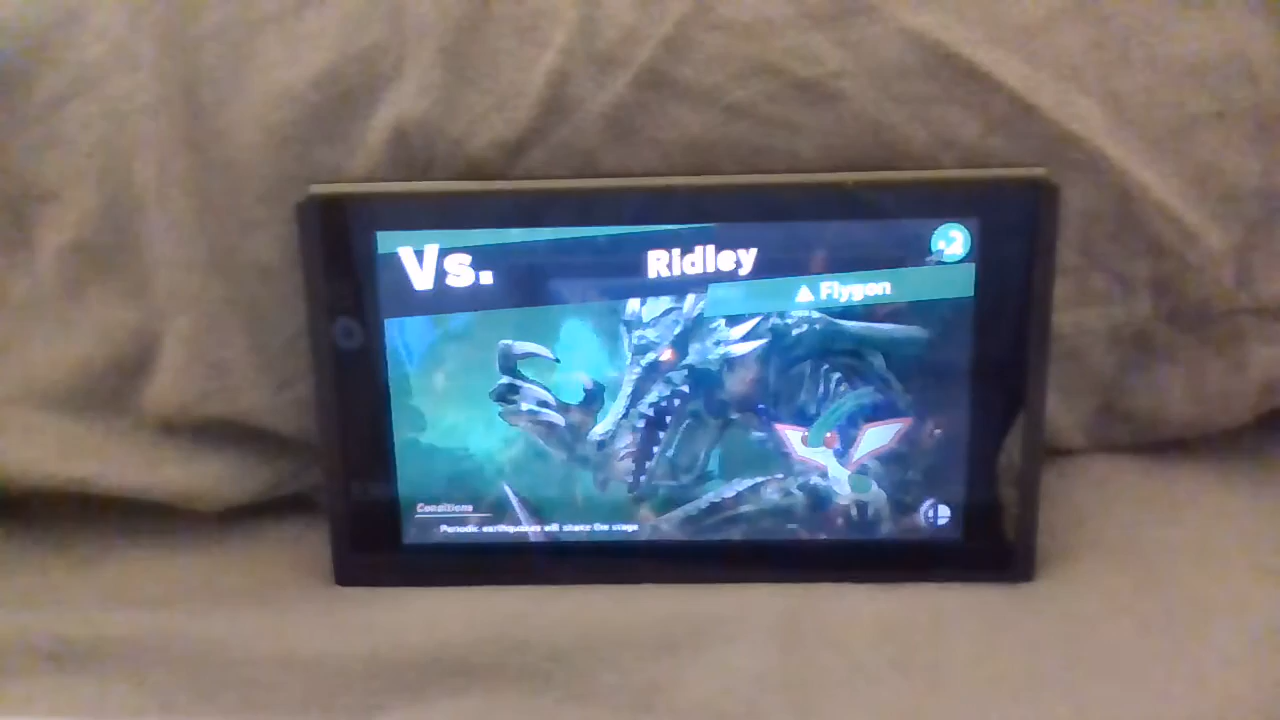 Vs.
Ridley
Flygon
Conditions
Periodic earthquakes will shake the stage